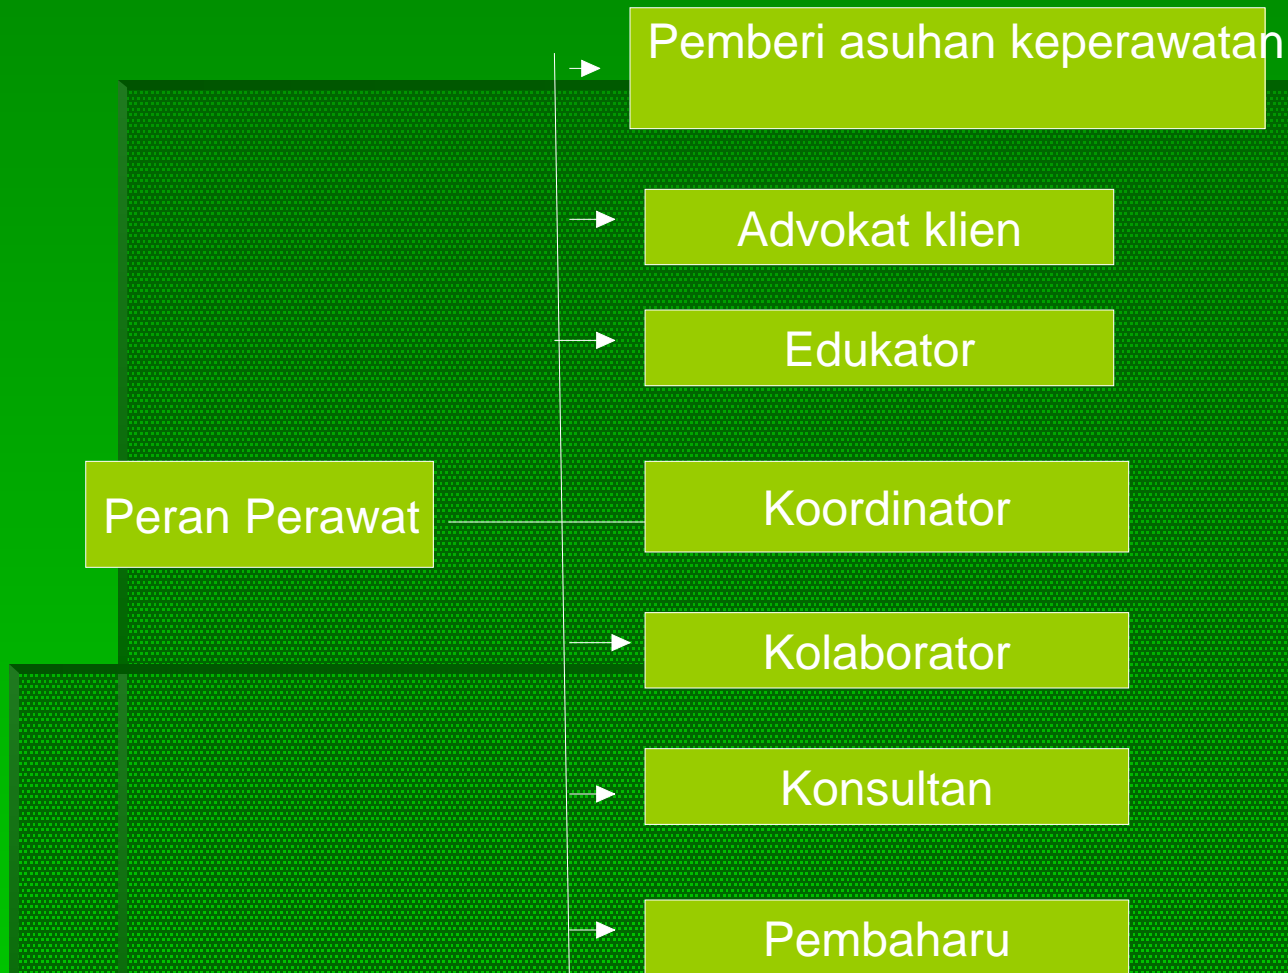 Pemberi asuhan keperawatan
Advokat klien
Edukator
Peran Perawat
Koordinator
Kolaborator
Konsultan
Pembaharu